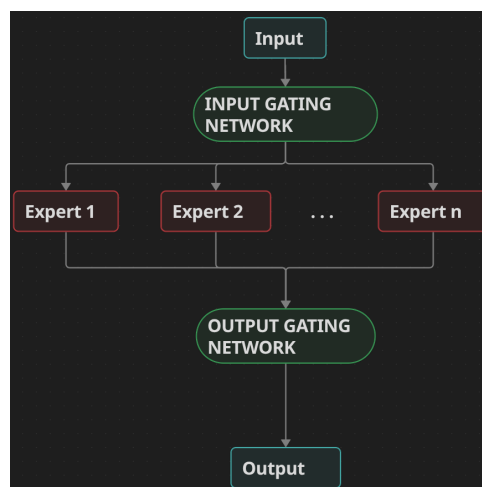 Input
INPUT GATING
NETWORK
Expert 1
Expert 2
...
Expert n
OUTPUT GATING
NETWORK
Output